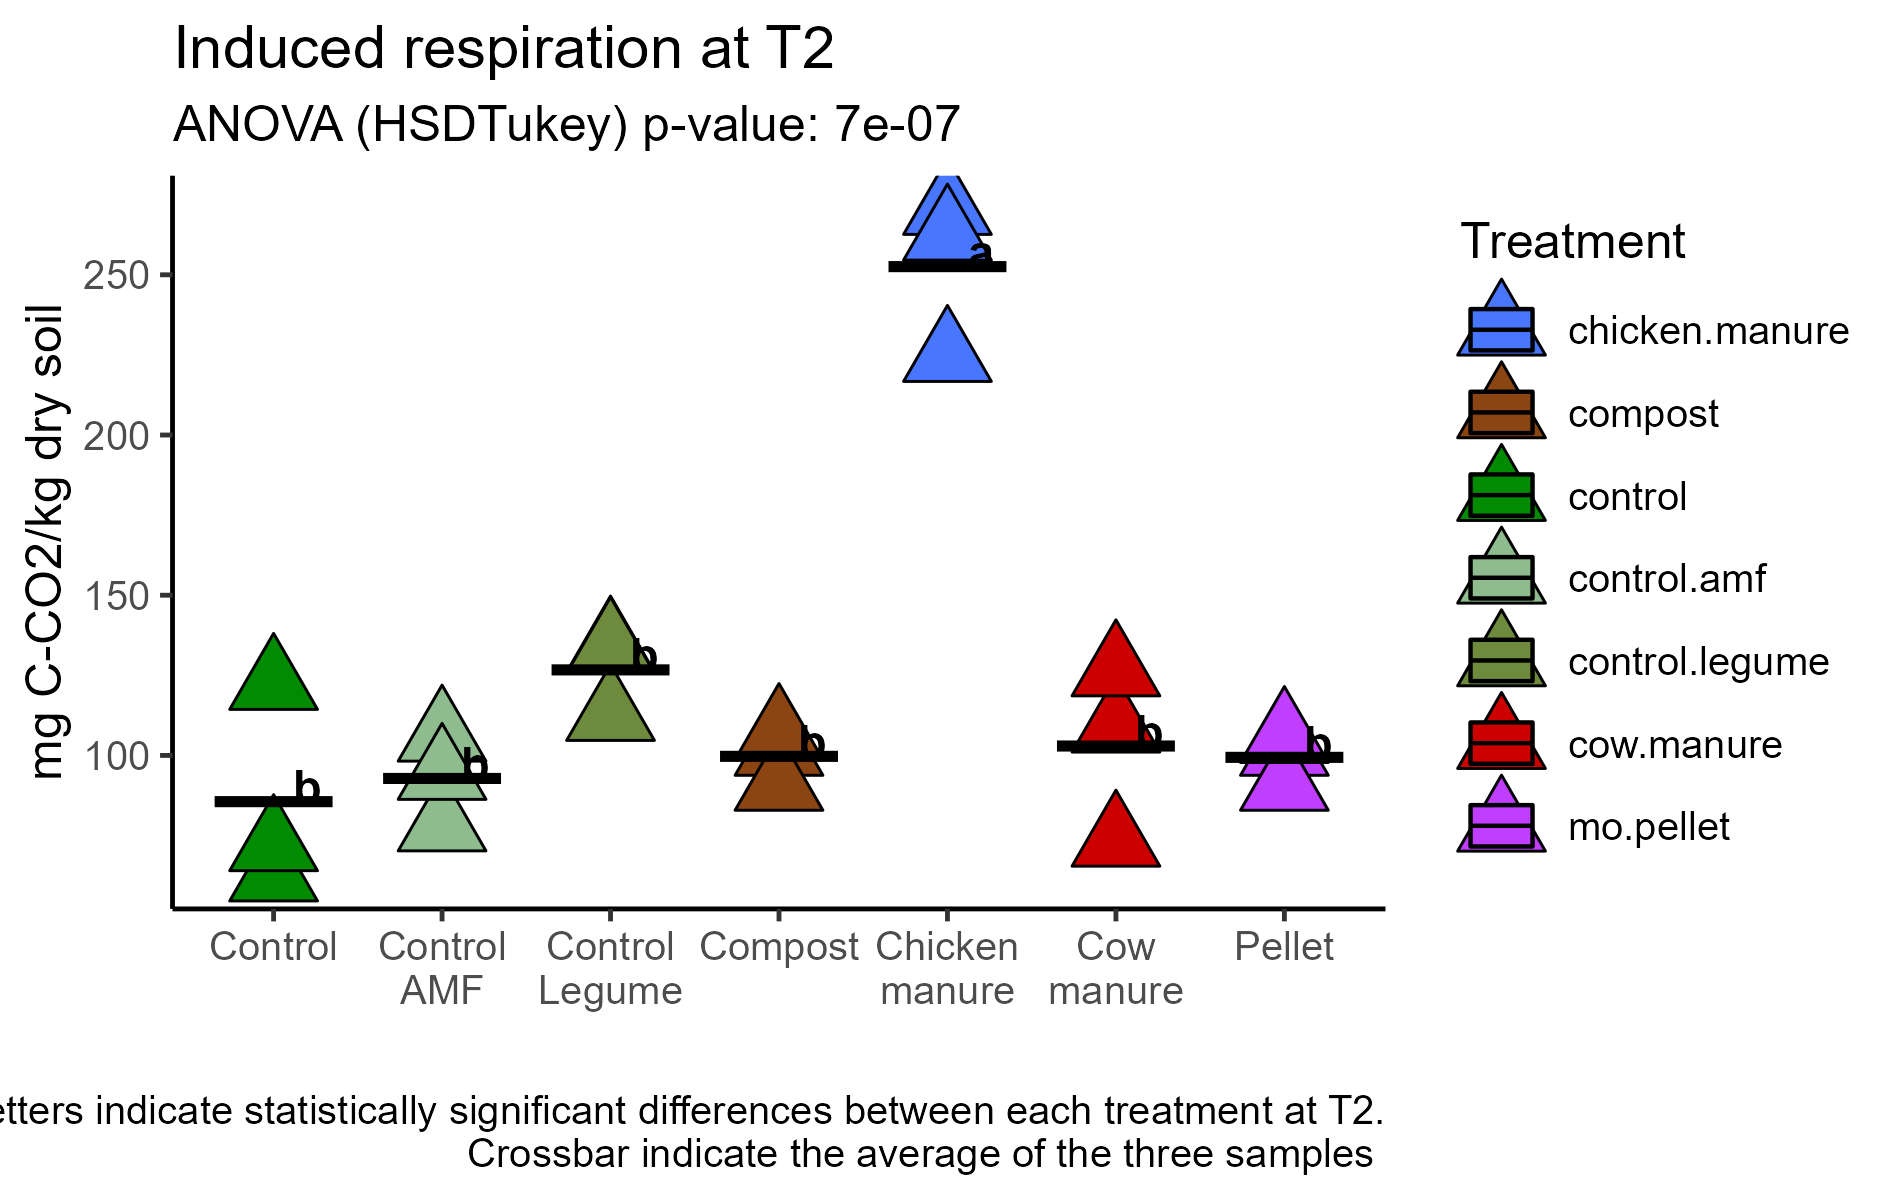 Induced respiration at T2
ANOVA (HSDTukey) p-value: 7e-07
mg C-CO2/kg dry soil
250
200
150
100
a
b
b
b
b
b
b
Control
Control
AMF
Control
Legume
Compost
Chicken
manure
Cow
manure
Pellet
Treatment
chicken.manure
compost
control
control.amf
control.legume
cow.manure
mo.pellet
etters indicate statistically significant differences between each treatment at T2.
Crossbar indicate the average of the three samples